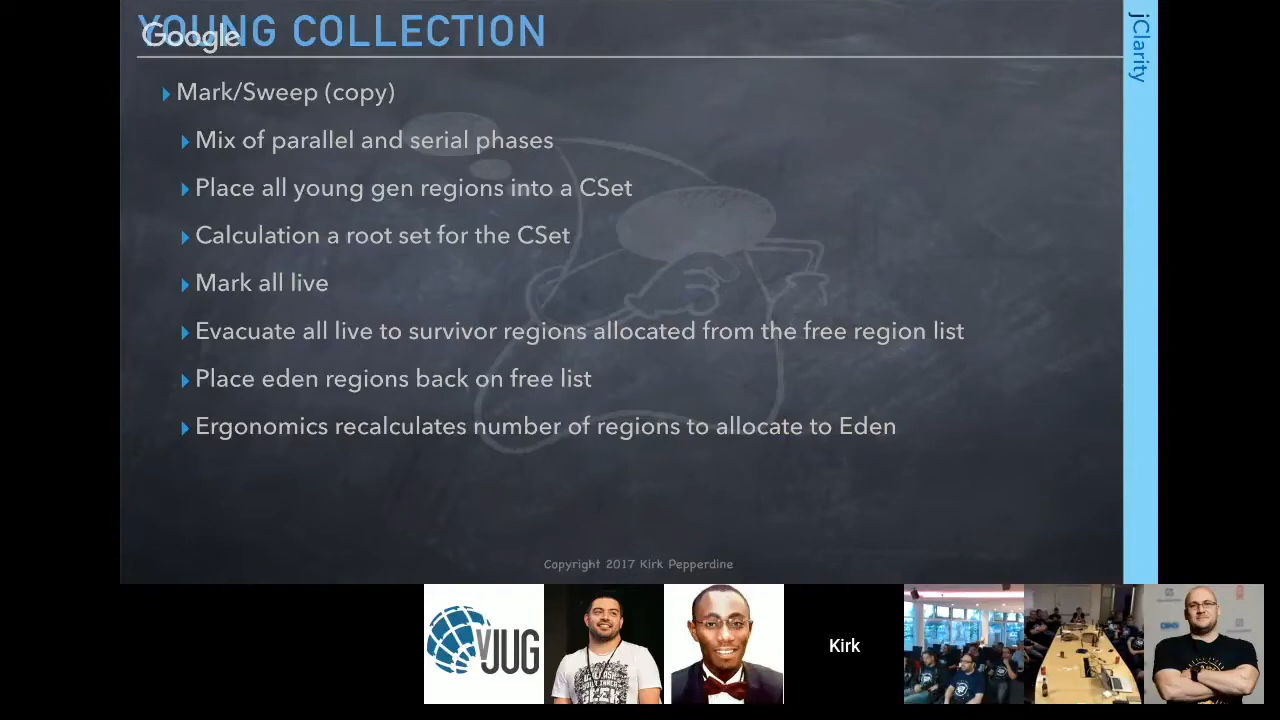 YOUNG COLLECTION
Google
jClarity
Mark/Sweep (copy)
Mix of parallel and serial phases
Place all young gen regions into a CSet
Calculation a root set for the CSet
Mark all live
Evacuate all live to survivor regions allocated from the free region list
Place eden regions back on free list
Ergonomics recalculates number of regions to allocate to Eden
Copyright 2017 Kirk Pepperdine
vJUG
Kirk